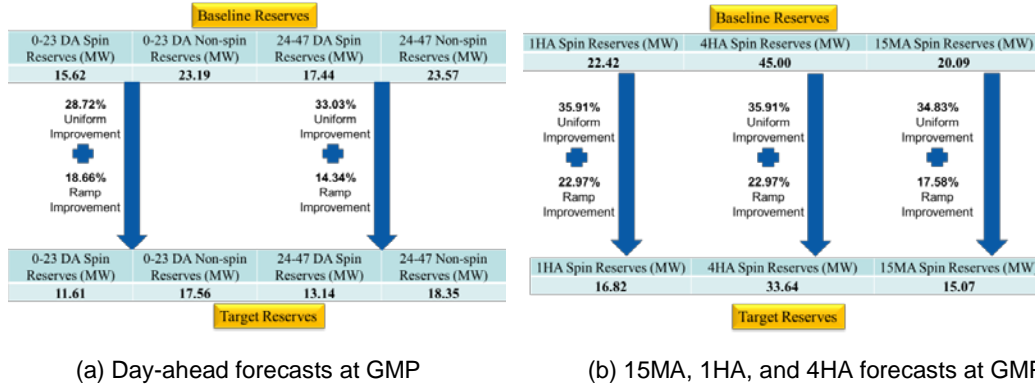 Baseline Reserves
0-23 DA Spin Reserves (MW) 0-23 DA Non-spin Reserves (MW) 24-47 DA Spin Reserves (MW) 24-47 Non-spin Reserves (MW)
15.62 23.19 17.44 23.57
28.72%
Uniform
Improvement
18.66%
Ramp
Improvement
33.03%
Uniform
Improvement
14.34%
Ramp
Improvement
0-23 DA Spin Reserves (MW) 0-23 DA Non-spin Reserves (MW) 24-47 DA Spin Reserves (MW) 24-47 Non-spin Reserves (MW)
11.61 17.56 13.14 18.35
Target Reserves
(a) Day-ahead forecasts at GMP
Baseline Reserves
1HA Spin Reserves (MW) 4HA Spin Reserves (MW) 15MA Spin Reserves (MW
22.42 45.00 20.09
35.91%
Uniform
Improvement
22.97%
Ramp
Improvement
35.91%
Uniform
Improvement
22.97%
Ramp
Improvement
34.83%
Uniform
Improvement
17.58%
Ramp
Improvement
1HA Spin Reserves (MW) 4HA Spin Reserves (MW) 15MA Spin Reserves (MW
16.82 33.64 15.07
Target Reserves
(b) 15MA, 1HA, and 4HA forecasts at GMP